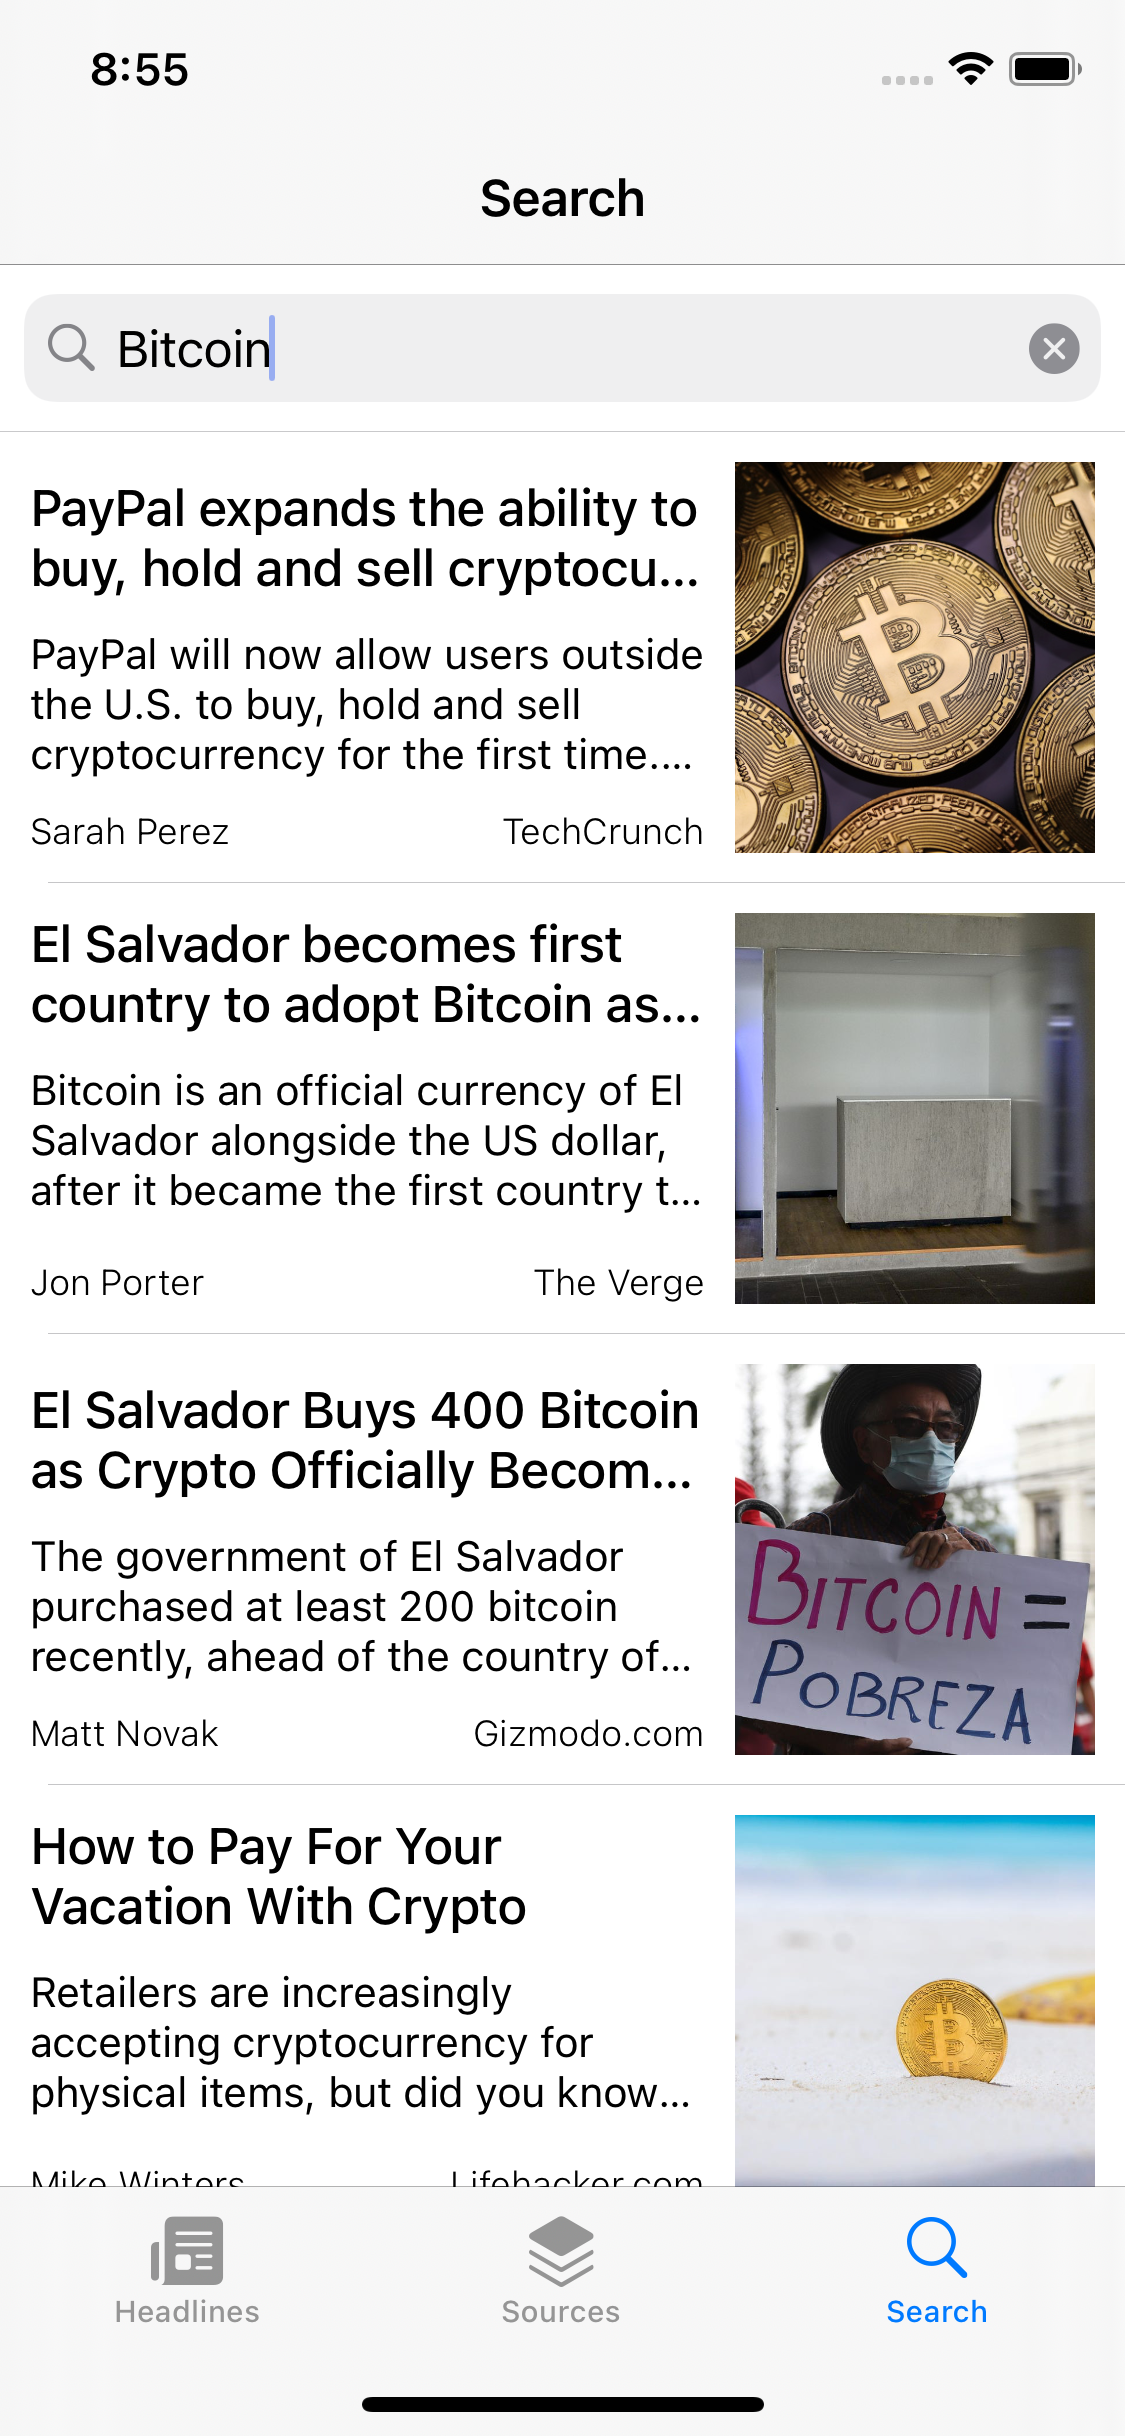 8:55
Search
Bitcoin
PayPal expands the ability to
buy, hold and sell cryptocu...
PayPal will now allow users outside
the U.S. to buy, hold and sell
cryptocurrency for the first time....
Sarah Perez
TechCrunch
El Salvador becomes first
country to adopt Bitcoin as...
Bitcoin is an official currency of El
Salvador alongside the US dollar,
after it became the first country t...
Jon Porter
The Verge
El Salvador Buys 400 Bitcoin
as Crypto Officially Becom...
The government of El Salvador
purchased at least 200 bitcoin
recently, ahead of the country of...
Matt Novak
Gizmodo.com
BITCOIN =
POBREZA
How to Pay For Your
Vacation With Crypto
Retailers are increasingly
accepting cryptocurrency for
physical items, but did you know...
Mike Winters
Lifehacker.com
Headlines
Sources
Search